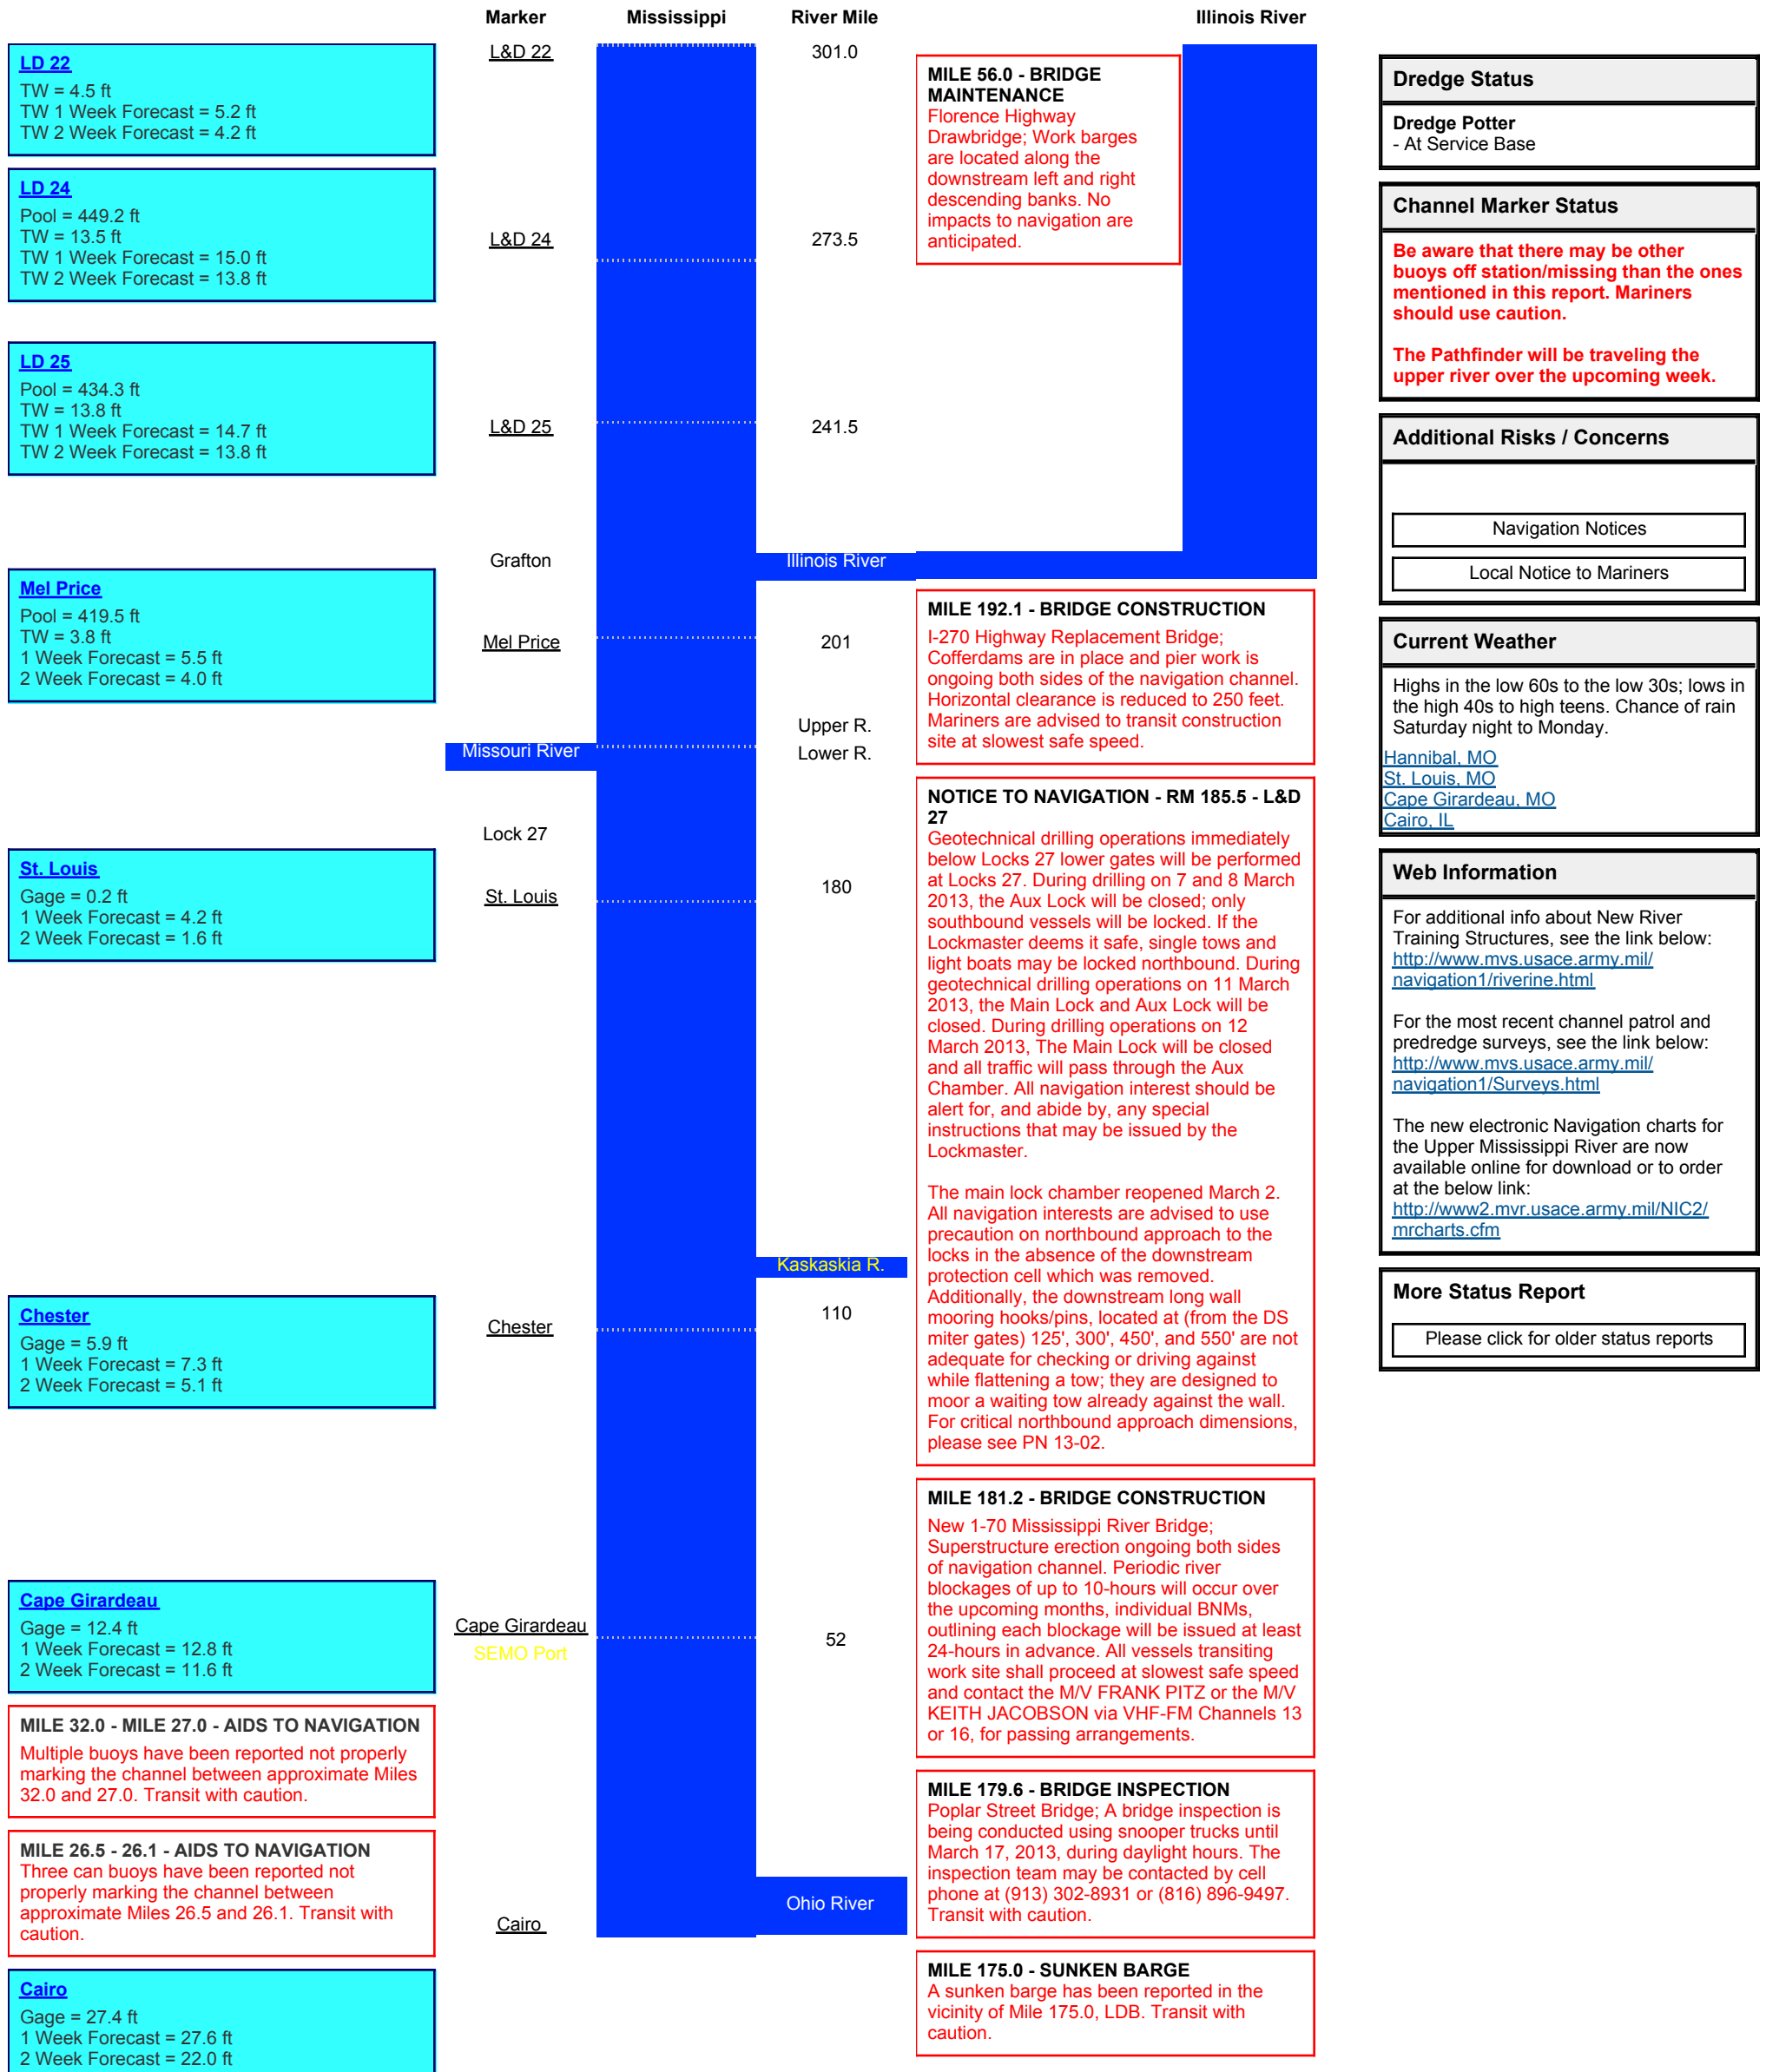 Marker
Mississippi
River Mile
Illinois River
LD 22
TW = 4.5 ft
TW 1 Week Forecast = 5.2 ft
TW 2 Week Forecast = 4.2 ft
LD 24
Pool = 449.2 ft
TW = 13.5 ft
TW 1 Week Forecast = 15.0 ft
TW 2 Week Forecast = 13.8 ft
LD 25
Pool = 434.3 ft
TW = 13.8 ft
TW 1 Week Forecast = 14.7 ft
TW 2 Week Forecast = 13.8 ft
Mel Price
Pool = 419.5 ft
TW = 3.8 ft
1 Week Forecast = 5.5 ft
2 Week Forecast = 4.0 ft
St. Louis
Gage = 0.2 ft
1 Week Forecast = 4.2 ft
2 Week Forecast = 1.6 ft
Chester
Gage = 5.9 ft
1 Week Forecast = 7.3 ft
2 Week Forecast = 5.1 ft
Cape Girardeau
Gage = 12.4 ft
1 Week Forecast = 12.8 ft
2 Week Forecast = 11.6 ft
MILE 32.0 - MILE 27.0 - AIDS TO NAVIGATION
Multiple buoys have been reported not properly
marking the channel between approximate Miles
32.0 and 27.0. Transit with caution.
MILE 26.5 - 26.1 - AIDS TO NAVIGATION
Three can buoys have been reported not
properly marking the channel between
approximate Miles 26.5 and 26.1. Transit with
caution.
Cairo
Gage = 27.4 ft
1 Week Forecast = 27.6 ft
2 Week Forecast = 22.0 ft
L&D 22
301.0
L&D 24
273.5
L&D 25
241.5
Grafton
Illinois River
Mel Price
201
Upper R.
Missouri River
Lower R.
Lock 27
St. Louis
180
Kaskaskia R.
Chester
110
Cape Girardeau
SEMO Port
52
Ohio River
Cairo
MILE 56.0 - BRIDGE
MAINTENANCE
Florence Highway
Drawbridge; Work barges
are located along the
downstream left and right
descending banks. No
impacts to navigation are
anticipated.
MILE 192.1 - BRIDGE CONSTRUCTION
I-270 Highway Replacement Bridge;
Cofferdams are in place and pier work is
ongoing both sides of the navigation channel.
Horizontal clearance is reduced to 250 feet.
Mariners are advised to transit construction
site at slowest safe speed.
NOTICE TO NAVIGATION - RM 185.5 - L&D
27
Geotechnical drilling operations immediately
below Locks 27 lower gates will be performed
at Locks 27. During drilling on 7 and 8 March
2013, the Aux Lock will be closed; only
southbound vessels will be locked. If the
Lockmaster deems it safe, single tows and
light boats may be locked northbound. During
geotechnical drilling operations on 11 March
2013, the Main Lock and Aux Lock will be
closed. During drilling operations on 12
March 2013, The Main Lock will be closed
and all traffic will pass through the Aux
Chamber. All navigation interest should be
alert for, and abide by, any special
instructions that may be issued by the
Lockmaster.
The main lock chamber reopened March 2.
All navigation interests are advised to use
precaution on northbound approach to the
locks in the absence of the downstream
protection cell which was removed.
Additionally, the downstream long wall
mooring hooks/pins, located at (from the DS
miter gates) 125', 300', 450', and 550' are not
adequate for checking or driving against
while flattening a tow; they are designed to
moor a waiting tow already against the wall.
For critical northbound approach dimensions,
please see PN 13-02.
MILE 181.2 - BRIDGE CONSTRUCTION
New 1-70 Mississippi River Bridge;
Superstructure erection ongoing both sides
of navigation channel. Periodic river
blockages of up to 10-hours will occur over
the upcoming months, individual BNMs,
outlining each blockage will be issued at least
24-hours in advance. All vessels transiting
work site shall proceed at slowest safe speed
and contact the M/V FRANK PITZ or the M/V
KEITH JACOBSON via VHF-FM Channels 13
or 16, for passing arrangements.
MILE 179.6 - BRIDGE INSPECTION
Poplar Street Bridge; A bridge inspection is
being conducted using snooper trucks until
March 17, 2013, during daylight hours. The
inspection team may be contacted by cell
phone at (913) 302-8931 or (816) 896-9497.
Transit with caution.
MILE 175.0 - SUNKEN BARGE
A sunken barge has been reported in the
vicinity of Mile 175.0, LDB. Transit with
caution.
Dredge Status
Dredge Potter
- At Service Base
Channel Marker Status
Be aware that there may be other
buoys off station/missing than the ones
mentioned in this report. Mariners
should use caution.
The Pathfinder will be traveling the
upper river over the upcoming week.
Additional Risks / Concerns
Navigation Notices
Local Notice to Mariners
Current Weather
Highs in the low 60s to the low 30s; lows in
the high 40s to high teens. Chance of rain
Saturday night to Monday.
Hannibal, MO
St. Louis, MO
Cape Girardeau, MO
Cairo, IL
Web Information
For additional info about New River
Training Structures, see the link below:
http://www.mvs.usace.army.mil/
navigation1/riverine.html
For the most recent channel patrol and
predredge surveys, see the link below:
http://www.mvs.usace.army.mil/
navigation1/Surveys.html
The new electronic Navigation charts for
the Upper Mississippi River are now
available online for download or to order
at the below link:
http://www2.mvr.usace.army.mil/NIC2/
mrcharts.cfm
More Status Report
Please click for older status reports